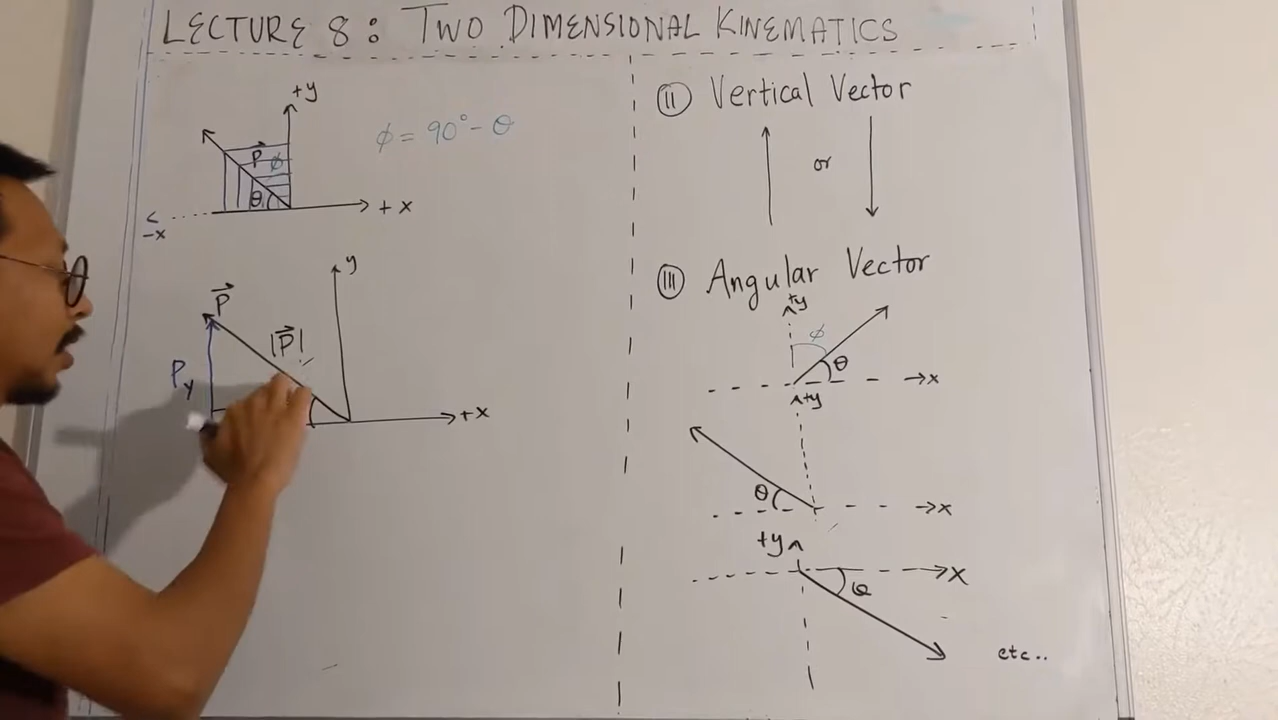 LECTURE 8: TWO DIMENSIONAL KINEMATICS
+y
ϕ = 90° - θ
P⃗ ϕ
θ
+ x
-x
y
P⃗
|P⃗|
Py
+x
(II) Vertical Vector
or
(III) Angular Vector
+y
ϕ
θ
x
+y
θ
x
+y
x
θ
etc..